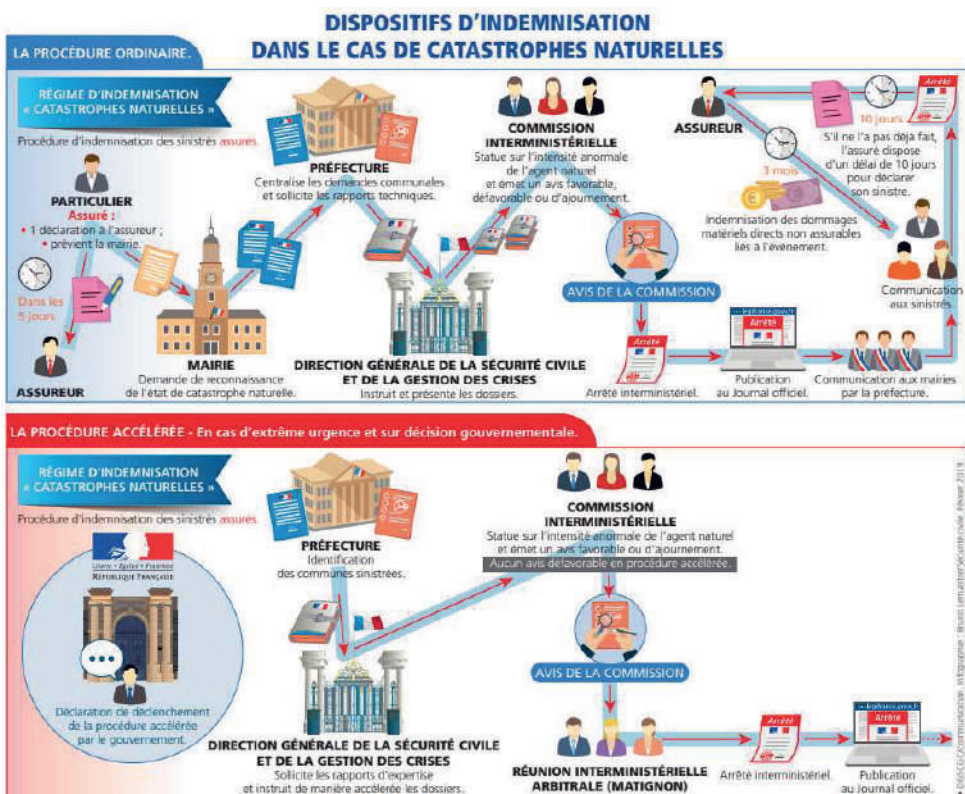 DISPOSITIFS D'INDEMNISATION
DANS LE CAS DE CATASTROPHES NATURELLES
LA PROCÉDURE ORDINAIRE.
RÉGIME D'INDEMNISATION
« CATASTROPHES NATURELLES »
Procédure d'indemnisation des sinistrés assurés.
PARTICULIER
Assuré :
• 1 déclaration à l'assureur ;
• prévient la mairie.
Dans les
5 jours
ASSUREUR
MAIRIE
Demande de reconnaissance
de l'état de catastrophe naturelle.
PRÉFECTURE
Centralise les demandes communales
et sollicite les rapports techniques.
DIRECTION GÉNÉRALE DE LA SÉCURITÉ CIVILE
ET DE LA GESTION DES CRISES
Instruit et présente les dossiers.
COMMISSION
INTERMINISTÉRIELLE
Statue sur l'intensité anormale
de l'agent naturel
et émet un avis favorable,
défavorable ou d'ajournement.
AVIS DE LA COMMISSION
Arrêté
Arrêté interministériel.
Arrêté
Publication
au Journal officiel.
Communication aux mairies
par la préfecture.
Communication
aux sinistrés
Arrêté
10 jours
S'il ne l'a pas déjà fait,
l'assuré dispose
d'un délai de 10 jours
pour déclarer
son sinistre.
ASSUREUR
3 mois
Indemnisation des dommages
matériels directs non assurables
liés à l'événement.
LA PROCÉDURE ACCÉLÉRÉE - En cas d'extrême urgence et sur décision gouvernementale.
RÉGIME D'INDEMNISATION
« CATASTROPHES NATURELLES »
Procédure d'indemnisation des sinistrés assurés.
Liberté • Égalité • Fraternité
RÉPUBLIQUE FRANÇAISE
Déclaration de déclenchement
de la procédure accélérée
par le gouvernement.
PRÉFECTURE
Identification
des communes sinistrées.
DIRECTION GÉNÉRALE DE LA SÉCURITÉ CIVILE
ET DE LA GESTION DES CRISES
Sollicite les rapports d'expertise
et instruit de manière accélérée les dossiers.
COMMISSION
INTERMINISTÉRIELLE
Statue sur l'intensité anormale de l'agent naturel
et émet un avis favorable ou d'ajournement.
Aucun avis défavorable en procédure accélérée.
AVIS DE LA COMMISSION
RÉUNION INTERMINISTÉRIELLE
ARBITRALE (MATIGNON)
Arrêté
Arrêté interministériel.
Arrêté
Publication
au Journal officiel.
DGSCGC/Communication. Infographie : Bruno Lemaistre/Sécurité civile. Février 2019.